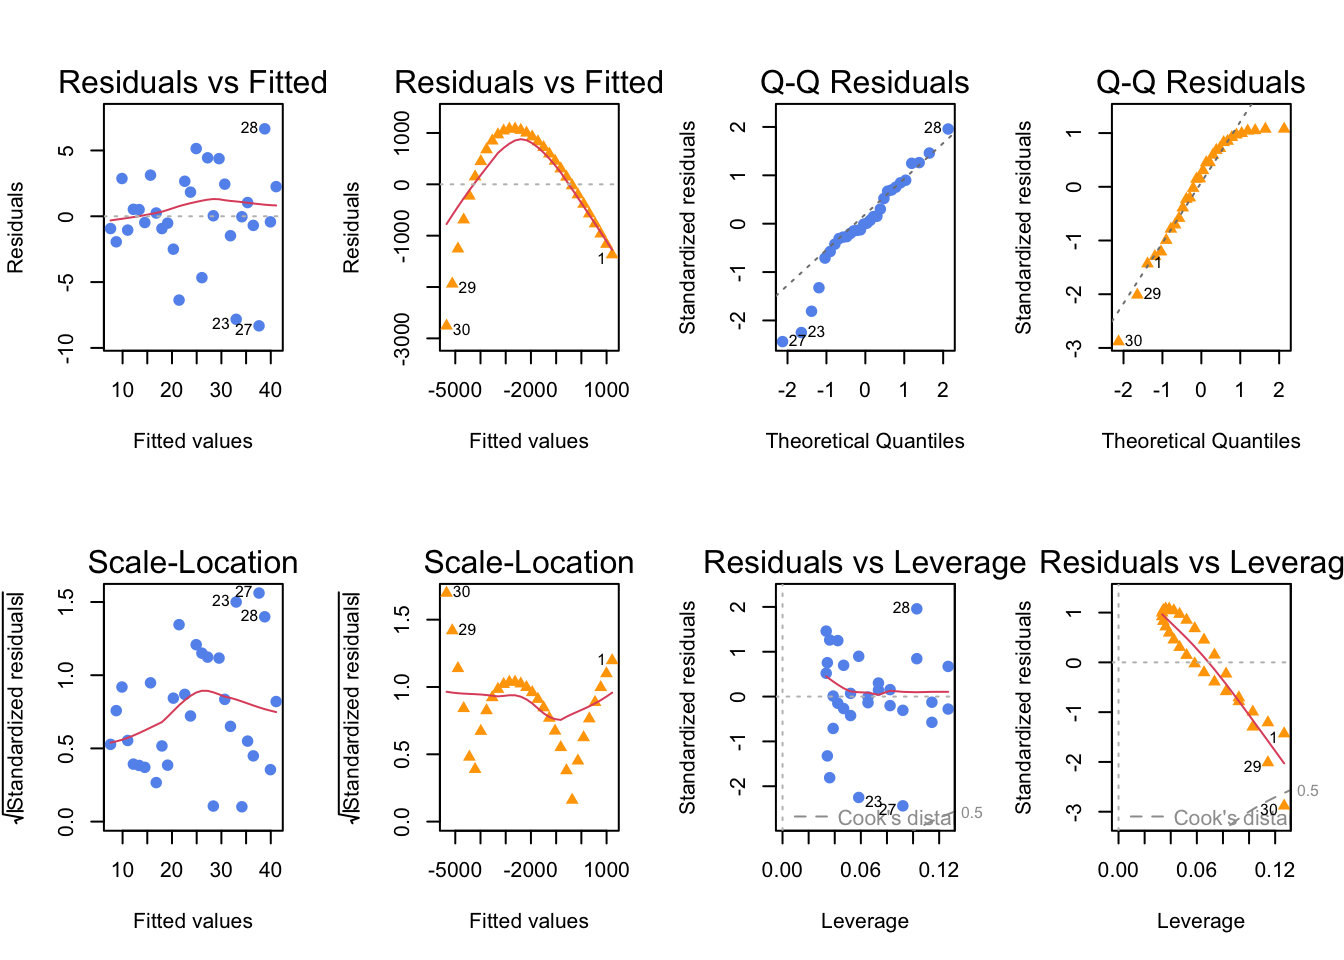 Residuals vs Fitted
Residuals
5
0
-5
-10
28
23
27
10 20 30 40
Fitted values
Residuals vs Fitted
Residuals
1000
0
-1000
-3000
1
29
30
-5000 -2000 1000
Fitted values
Q-Q Residuals
Standardized residuals
2
1
0
-1
-2
28
23
27
-2 -1 0 1 2
Theoretical Quantiles
Q-Q Residuals
Standardized residuals
1
0
-1
-2
-3
1
29
30
-2 -1 0 1 2
Theoretical Quantiles
Scale-Location
√|Standardized residuals|
1.5
1.0
0.5
0.0
27
23
28
10 20 30 40
Fitted values
Scale-Location
√|Standardized residuals|
1.5
1.0
0.5
0.0
30
29
1
-5000 -2000 1000
Fitted values
Residuals vs Leverage
Standardized residuals
2
1
0
-1
-2
28
23
27
Cook's dista
0.5
0.00 0.06 0.12
Leverage
Residuals vs Leverag
Standardized residuals
1
0
-1
-2
-3
1
29
30
0.5
Cook's dista
0.00 0.06 0.12
Leverage